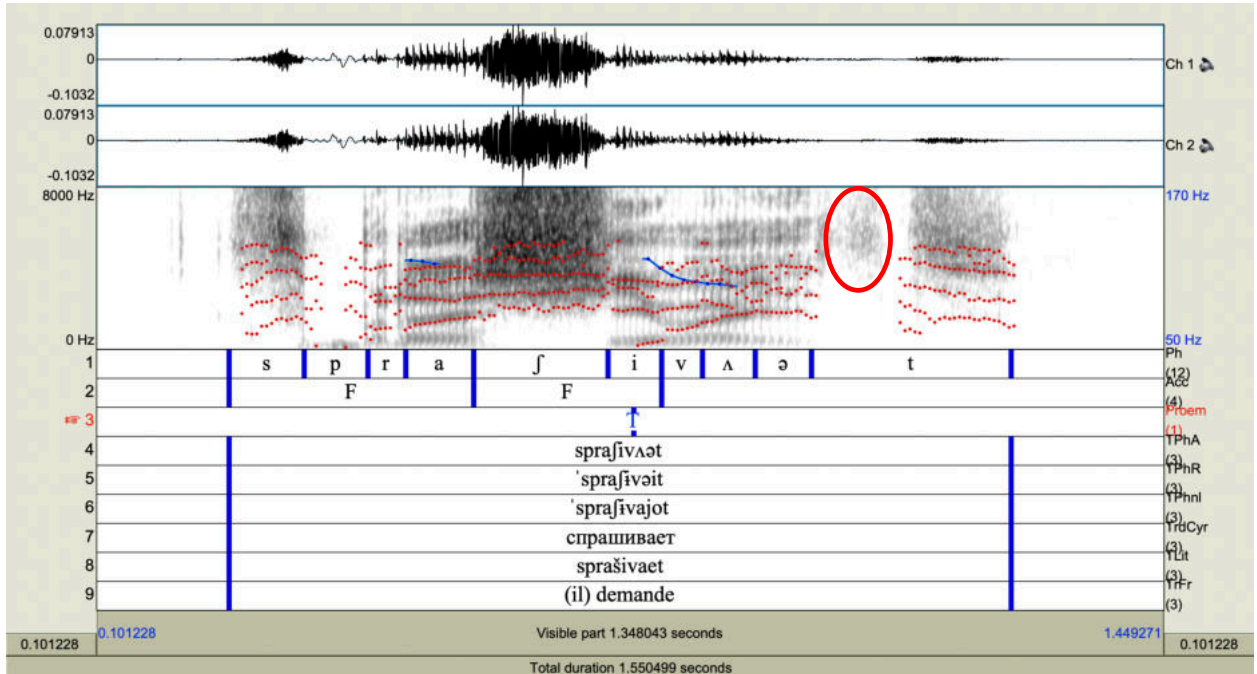 0.07913
0
-0.1032
Ch 1
0.07913
0
-0.1032
Ch 2
8000 Hz
170 Hz
0 Hz
50 Hz
1 s p r a ʃ i v ʌ ə t Ph (12)
2 F F Acc (4)
3 T Proem (1)
4 spraʃivʌət TPhA (3)
5 ˈspraʃɨvəit TPhR (3)
6 ˈspraʃɨvajot TPhnl (3)
7 спрашивает TrdCyr (3)
8 sprašivaet TLit (3)
9 (il) demande TrFr (3)
0.101228 0.101228 Visible part 1.348043 seconds 1.449271 0.101228
Total duration 1.550499 seconds